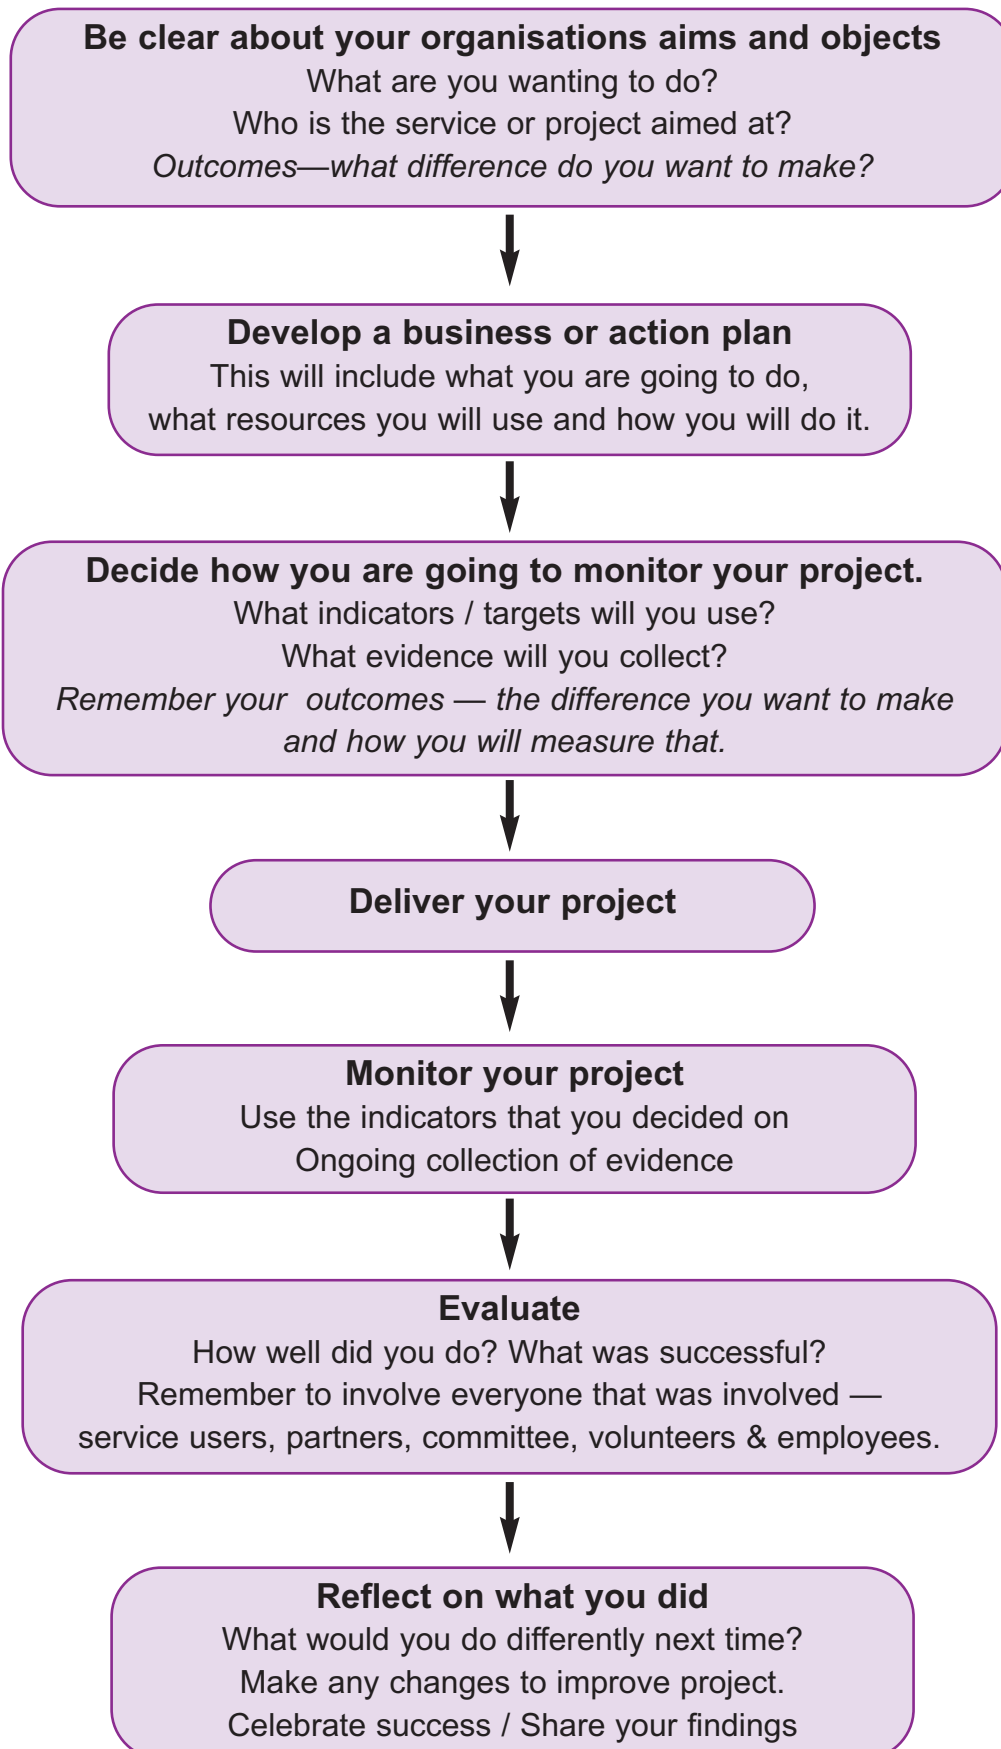 Be clear about your organisations aims and objects
What are you wanting to do?
Who is the service or project aimed at?
Outcomes—what difference do you want to make?
Develop a business or action plan
This will include what you are going to do,
what resources you will use and how you will do it.
Decide how you are going to monitor your project.
What indicators / targets will you use?
What evidence will you collect?
Remember your  outcomes — the difference you want to make
and how you will measure that.
Deliver your project
Monitor your project
Use the indicators that you decided on
Ongoing collection of evidence
Evaluate
How well did you do? What was successful?
Remember to involve everyone that was involved —
service users, partners, committee, volunteers & employees.
Reflect on what you did
What would you do differently next time?
Make any changes to improve project.
Celebrate success / Share your findings